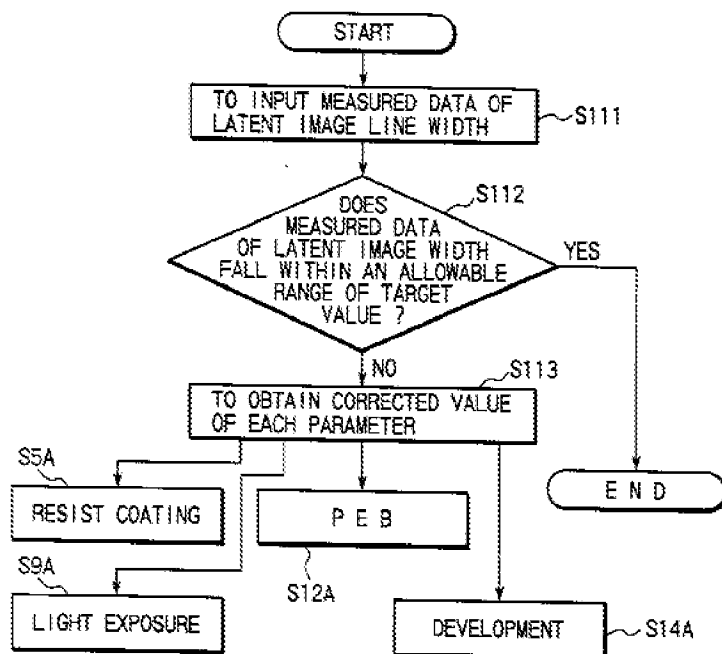 START
TO INPUT MEASURED DATA OF
LATENT IMAGE LINE WIDTH
S111
S112
DOES
MEASURED DATA
OF LATENT IMAGE WIDTH
FALL WITHIN AN ALLOWABLE
RANGE OF TARGET
VALUE ?
YES
NO
S113
TO OBTAIN CORRECTED VALUE
OF EACH PARAMETER
S5A
RESIST COATING
P E B
E N D
S9A
S12A
LIGHT EXPOSURE
DEVELOPMENT
S14A